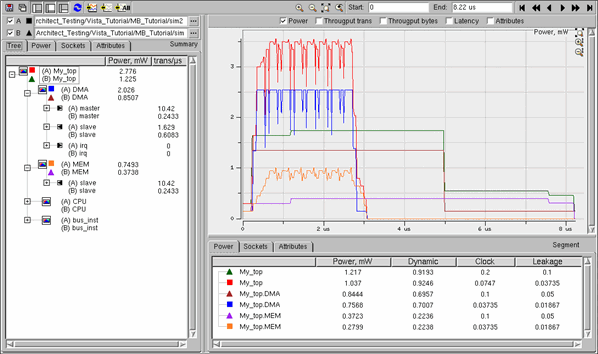 All
Start: 0 End: 8.22 us
A rchitect_Testing/Vista_Tutorial/MB_Tutorial/sim2
B Architect_Testing/Vista_Tutorial/MB_Tutorial/sim
Power Throughput trans Throughput bytes Latency Attributes
Tree Power Sockets Attributes Summary
Power, mW trans/µs
(A) My_top 2.776
(B) My_top 1.225
(A) DMA 2.026
(B) DMA 0.8507
(A) master 10.42
(B) master 0.2433
(A) slave 1.629
(B) slave 0.6083
(A) irq 0
(B) irq 0
(A) MEM 0.7493
(B) MEM 0.3738
(A) slave 10.42
(B) slave 0.2433
(A) CPU
(B) CPU
(A) bus_inst
(B) bus_inst
Power, mW
3
2
1
0
0 2 us 4 us 6 us 8 us
Power Sockets Attributes Segment
Power, mW Dynamic Clock Leakage
My_top 1.217 0.9193 0.2 0.1
My_top 1.037 0.9246 0.0747 0.03735
My_top.DMA 0.8444 0.6957 0.1 0.05
My_top.DMA 0.7568 0.7007 0.03735 0.01867
My_top.MEM 0.3723 0.2236 0.1 0.05
My_top.MEM 0.2799 0.2238 0.03735 0.01867